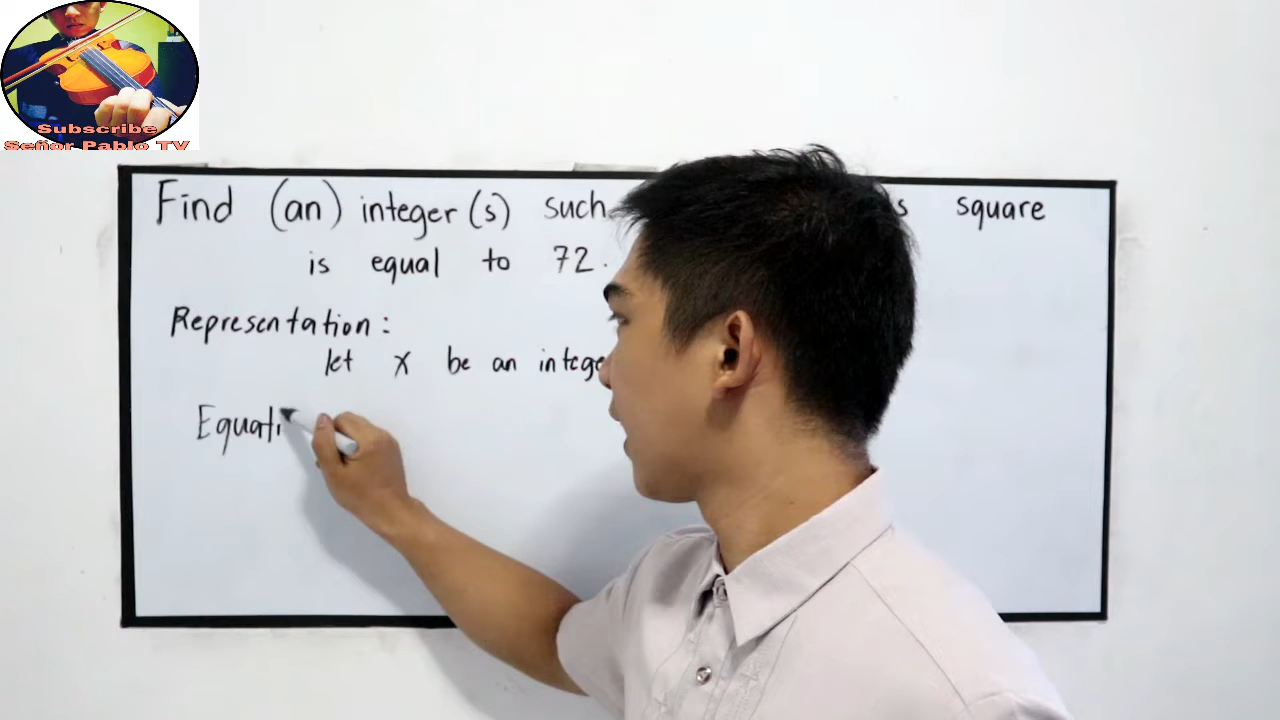 Subscribe
Señor Pablo TV
Find (an) integer(s) such s square
is equal to 72.
Representation:
let x be an intege
Equati